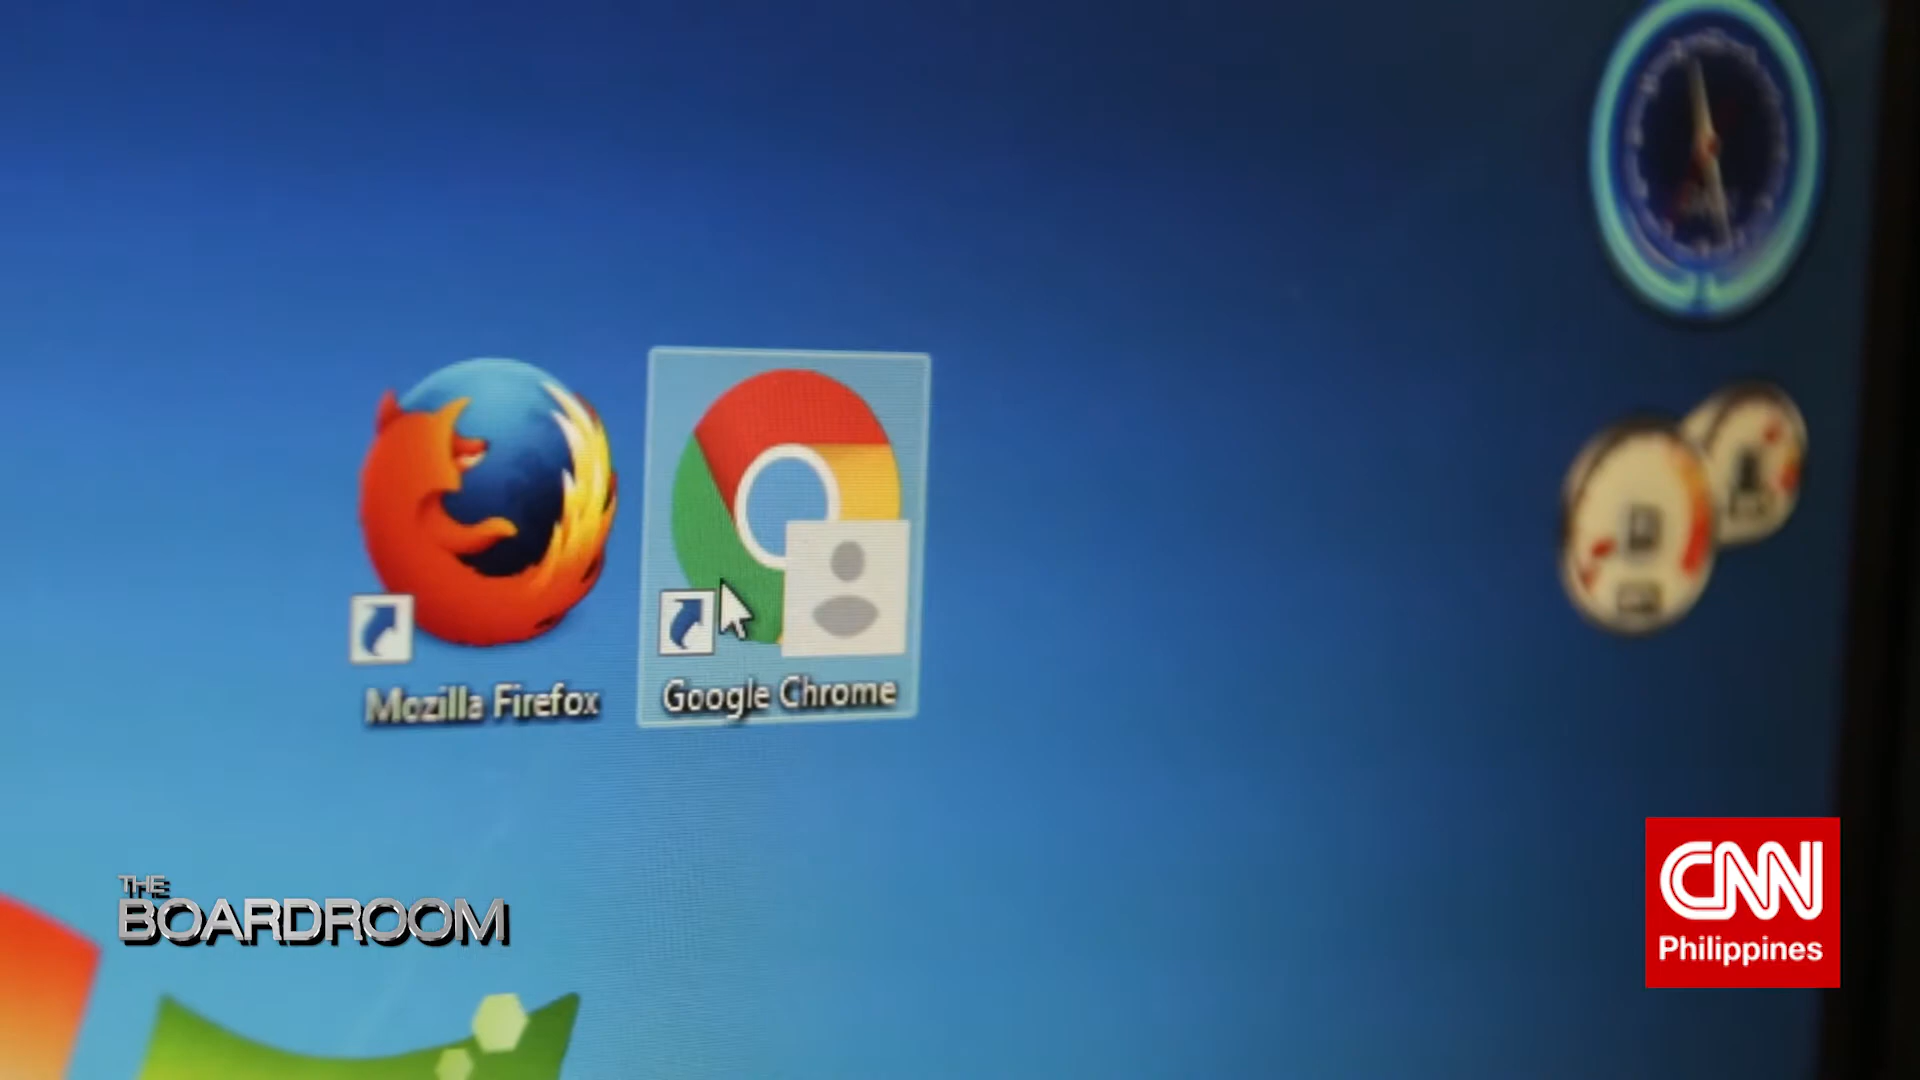 Mozilla Firefox
Google Chrome
THE
BOARDROOM
CNN
Philippines